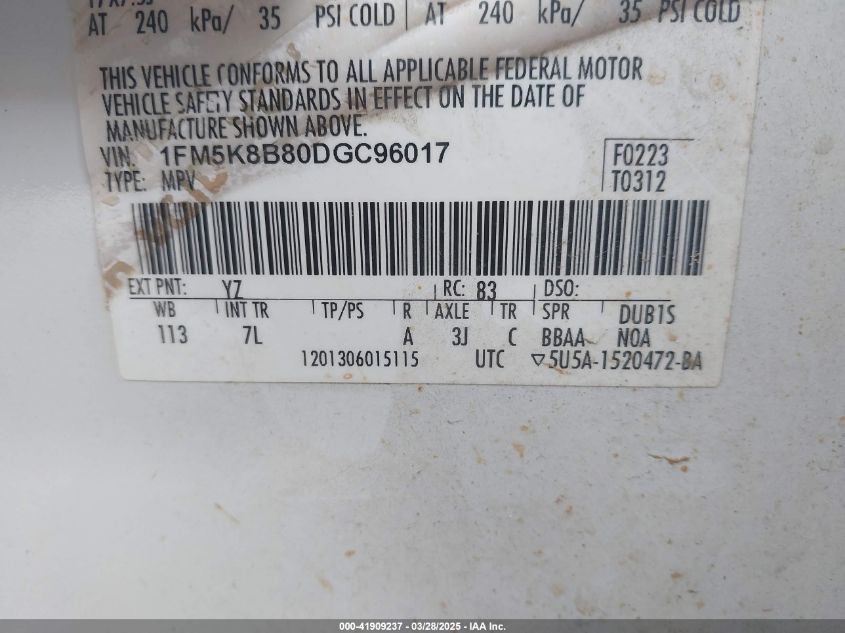 AT 240 kPa/ 35 PSI COLD AT 240 kPa/ 35 PSI COLD
THIS VEHICLE CONFORMS TO ALL APPLICABLE FEDERAL MOTOR
VEHICLE SAFETY STANDARDS IN EFFECT ON THE DATE OF
MANUFACTURE SHOWN ABOVE.
VIN: 1FM5K8B80DGC96017 F0223
TYPE: MPV T0312
EXT PNT: YZ RC: 83 DSO:
WB INT TR TP/PS R AXLE TR SPR DUB1S
113 7L A 3J C BBAA N0A
1201306015115 UTC ▽5U5A-1520472-BA
000-41909237 - 03/28/2025 - IAA Inc.